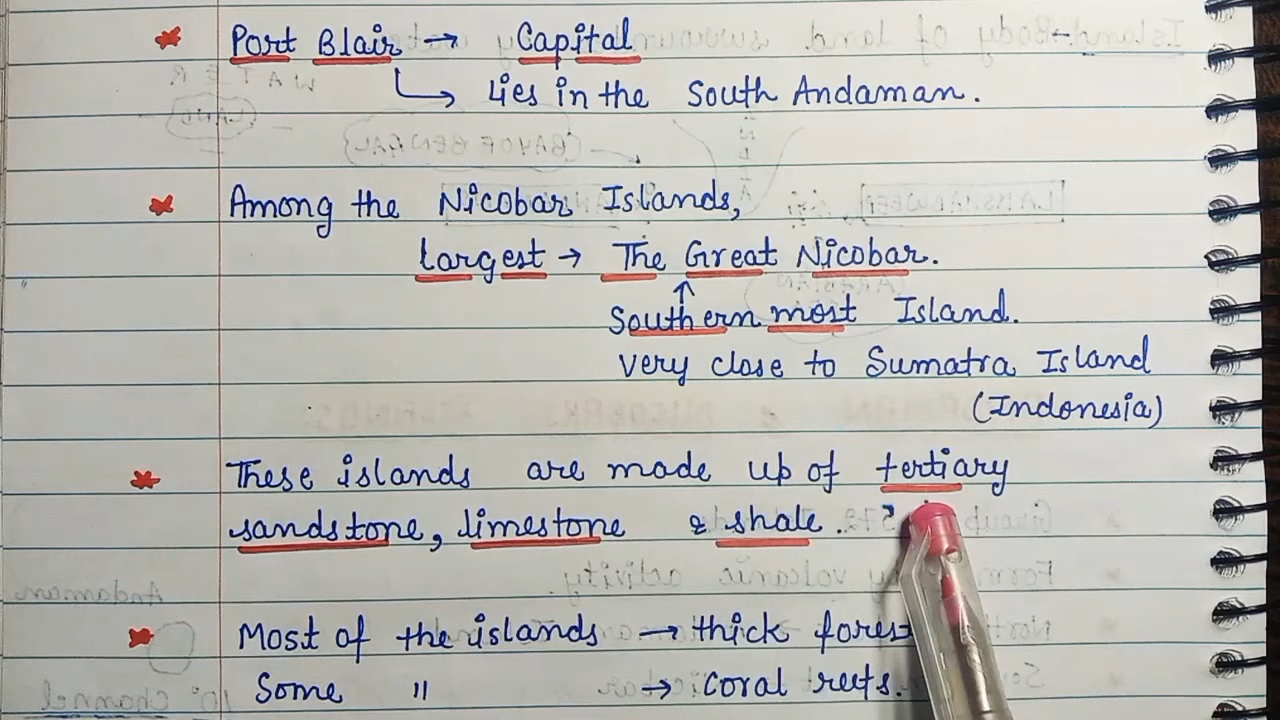 Port Blair → Capital
↳ Lies in the South Andaman.
Among the Nicobar Islands,
largest → The Great Nicobar.
↑
Southern most Island.
very close to Sumatra Island
(Indonesia)
These islands are made up of tertiary
sandstone, limestone & shale.
Most of the islands → thick forest
Some " → coral reefs.